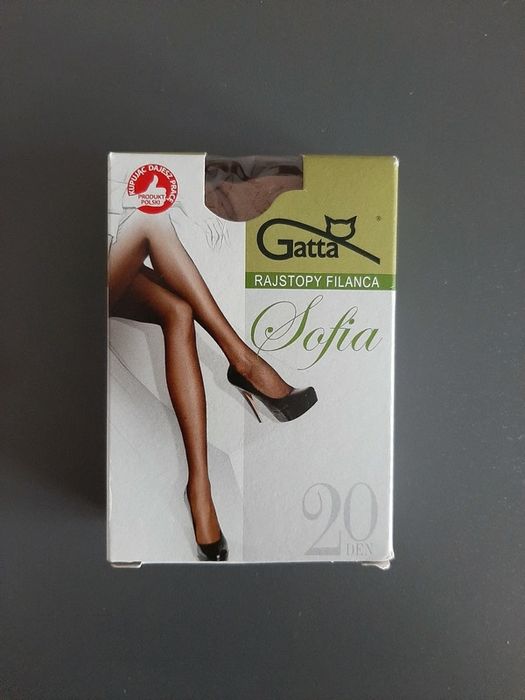 KUPUJĄC DAJESZ PRACĘ
PRODUKT
POLSKI
Gatta®
RAJSTOPY FILANCA
Sofia
20
DEN